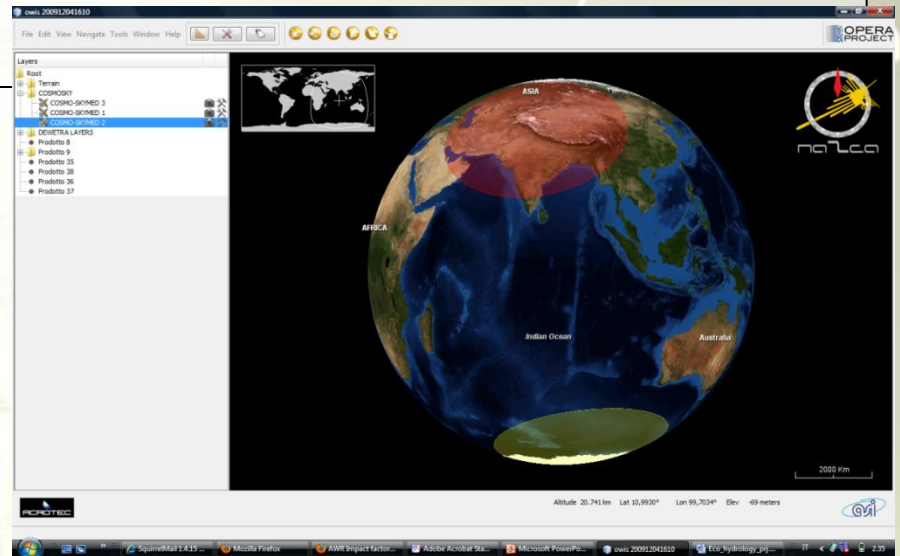 owis 200912041610
File Edit View Navigate Tools Window Help
OPERA
PROJECT
Layers
Root
Terrain
COSMOSKY
COSMO-SKYMED 3
COSMO-SKYMED 1
COSMO-SKYMED 2
DEWETRA LAYERS
Prodotto 8
Prodotto 9
Prodotto 35
Prodotto 38
Prodotto 36
Prodotto 37
ASIA
AFRICA
Indian Ocean
Australia
nazca
2000 Km
ACROTEC
Altitude 20.741 km Lat 10,9930° Lon 99,7034° Elev -69 meters
asi
SquirrelMail 1.4.15 ... Mozilla Firefox AWR Impact factor... Adobe Acrobat Sta... Microsoft PowerPo... owis 200912041610 Eco_hydrology_prj.... IT 2.35